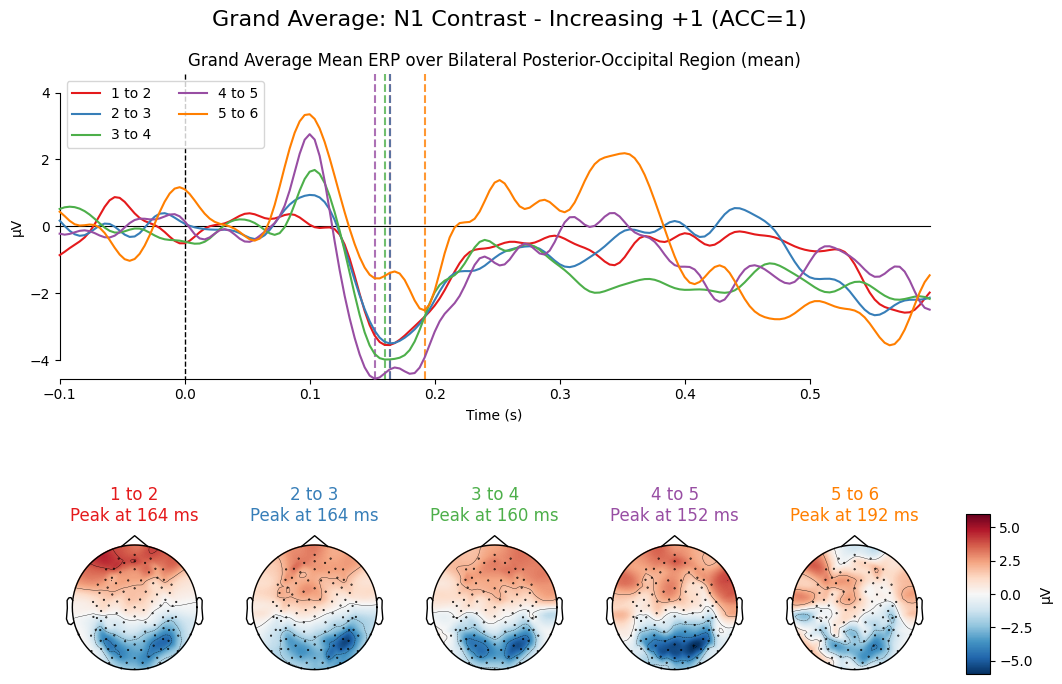 Grand Average: N1 Contrast - Increasing +1 (ACC=1)
Grand Average Mean ERP over Bilateral Posterior-Occipital Region (mean)
1 to 2
2 to 3
3 to 4
4 to 5
5 to 6
4
2
0
−2
−4
µV
−0.1
0.0
0.1
0.2
0.3
0.4
0.5
Time (s)
1 to 2
Peak at 164 ms
2 to 3
Peak at 164 ms
3 to 4
Peak at 160 ms
4 to 5
Peak at 152 ms
5 to 6
Peak at 192 ms
5.0
2.5
0.0
−2.5
−5.0
µV